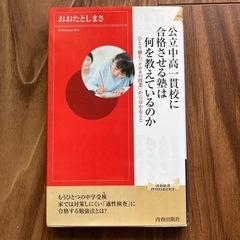 おおたとしまさ
公立中高一貫校に
合格させる塾は
何を教えているのか
青春新書
INTELLIGENCE
もうひとつの中学受検
家では対策しにくい「適性検査」に
合格する勉強法とは?
青春出版社